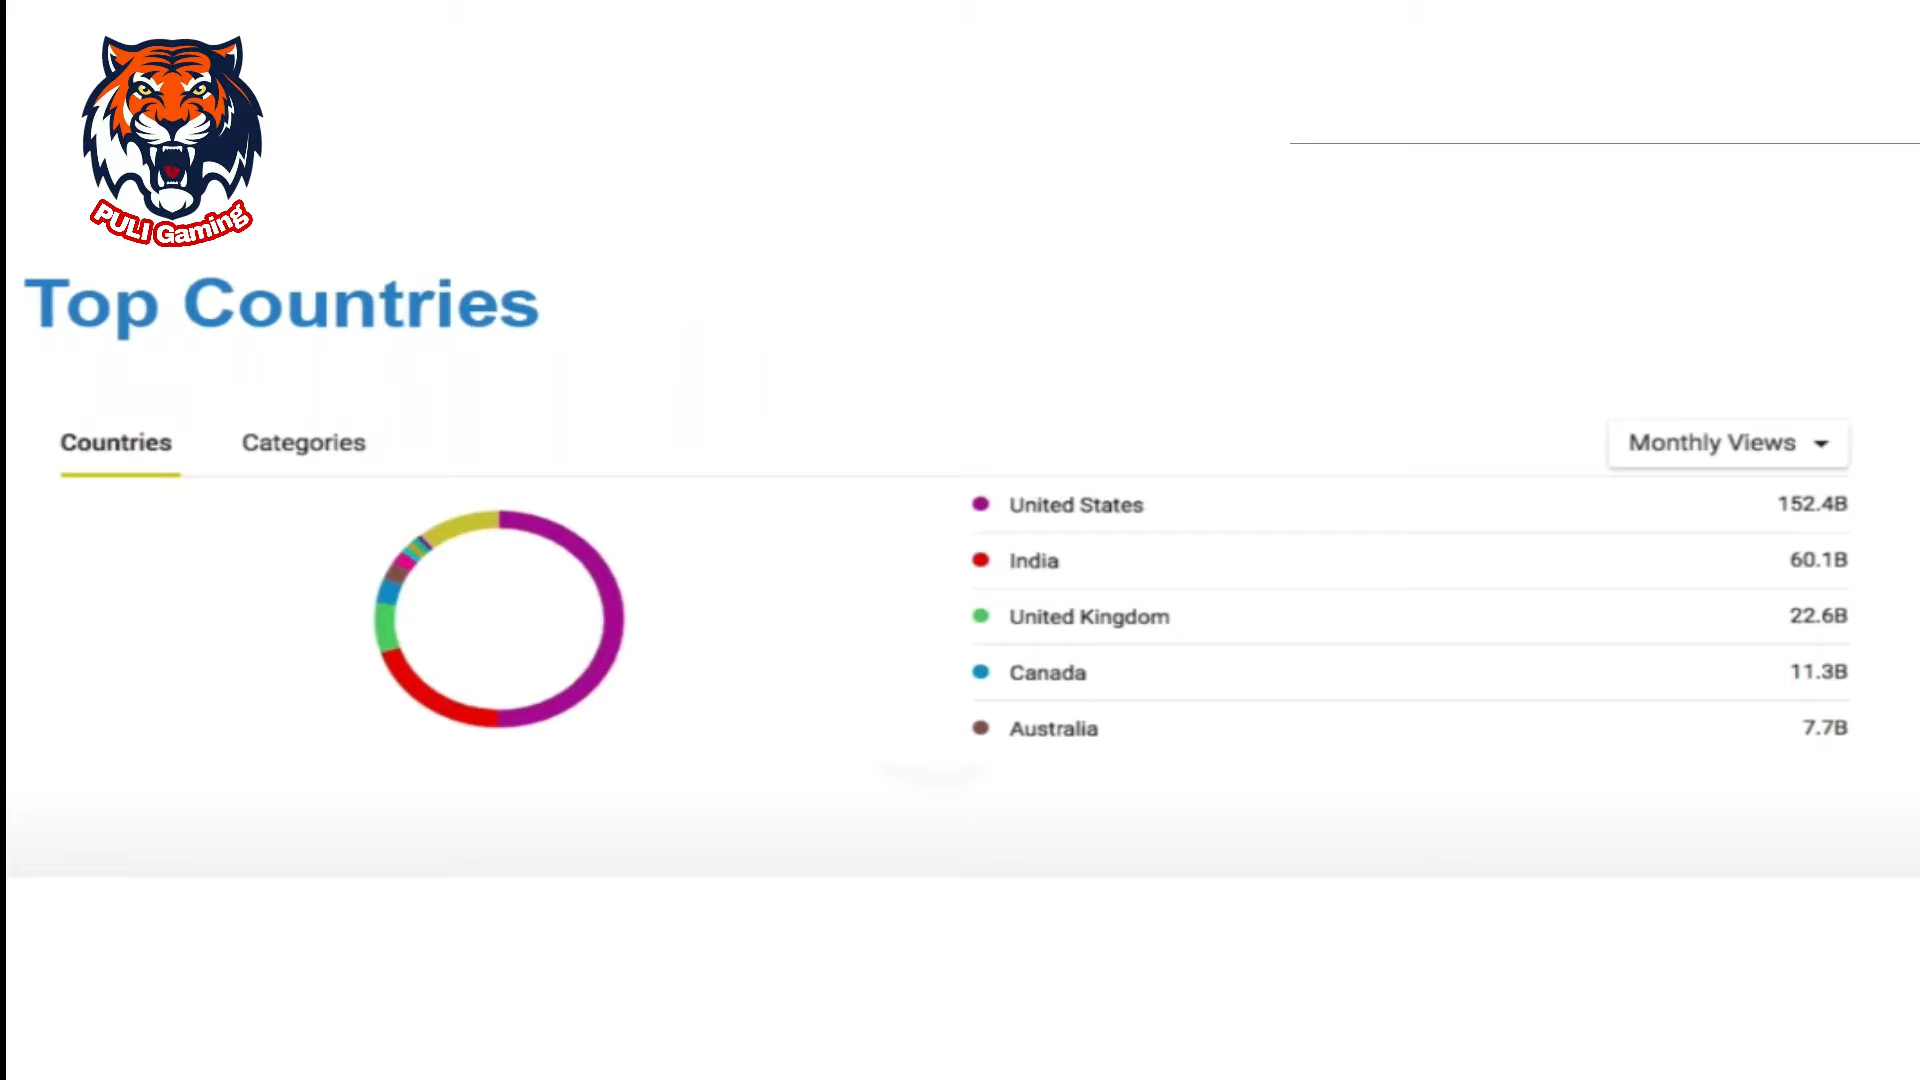 PULI Gaming
Top Countries
Countries Categories Monthly Views
United States 152.4B
India 60.1B
United Kingdom 22.6B
Canada 11.3B
Australia 7.7B